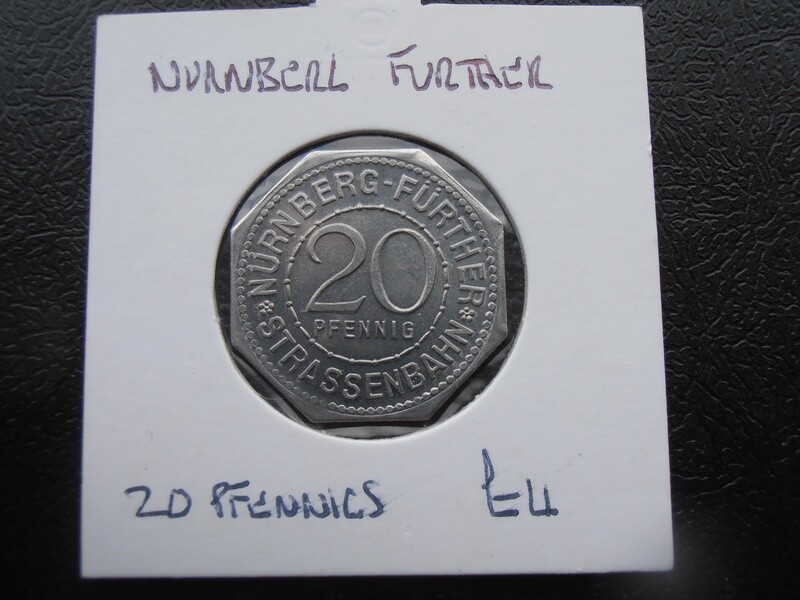 NURNBERG FURTHER
NÜRNBERG-FÜRTHER
20
PFENNIG
STRASSENBAHN
20 PFENNIGS £4